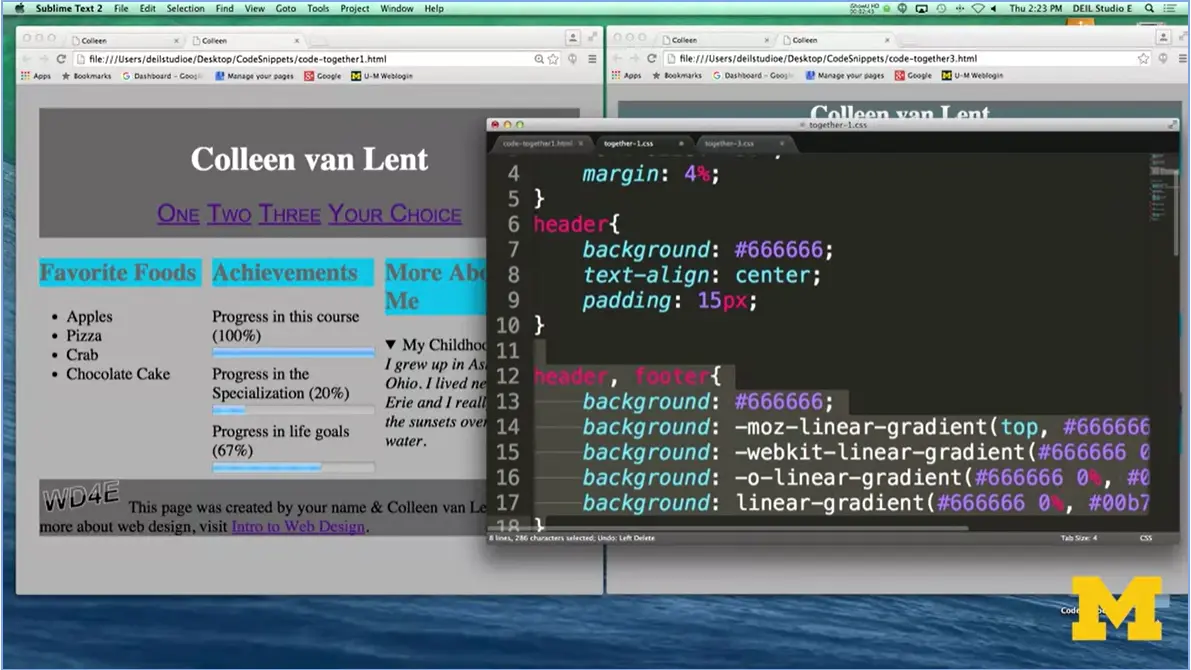 Sublime Text 2 File Edit Selection Find View Goto Tools Project Window Help
Thu 2:23 PM DEIL Studio E
Colleen
Colleen
file:///Users/deilstudioe/Desktop/CodeSnippets/code-together1.html
Apps Bookmarks Dashboard - Goog Manage your pages Google U-M Weblogin
Colleen van Lent
One Two Three Your Choice
Favorite Foods
Apples
Pizza
Crab
Chocolate Cake
Achievements
Progress in this course
(100%)
Progress in the
Specialization (20%)
Progress in life goals
(67%)
More Abo
Me
▼ My Childhoo
I grew up in As
Ohio. I lived ne
Erie and I reall
the sunsets over
water.
WD4E This page was created by your name & Colleen van Le
more about web design, visit Intro to Web Design.
Colleen
Colleen
file:///Users/deilstudioe/Desktop/CodeSnippets/code-together3.html
Apps Bookmarks Dashboard - Goog Manage your pages Google U-M Weblogin
Colleen van Lent
together-1.css
code-together1.html together-1.css together-3.css
4 margin: 4%;
5 }
6 header{
7 background: #666666;
8 text-align: center;
9 padding: 15px;
10 }
11
12 header, footer{
13 background: #666666;
14 background: -moz-linear-gradient(top, #666666
15 background: -webkit-linear-gradient(#666666 0
16 background: -o-linear-gradient(#666666 0%, #0
17 background: linear-gradient(#666666 0%, #00b7
18 }
8 lines, 286 characters selected; Undo: Left Delete
Tab Size: 4 CSS
M